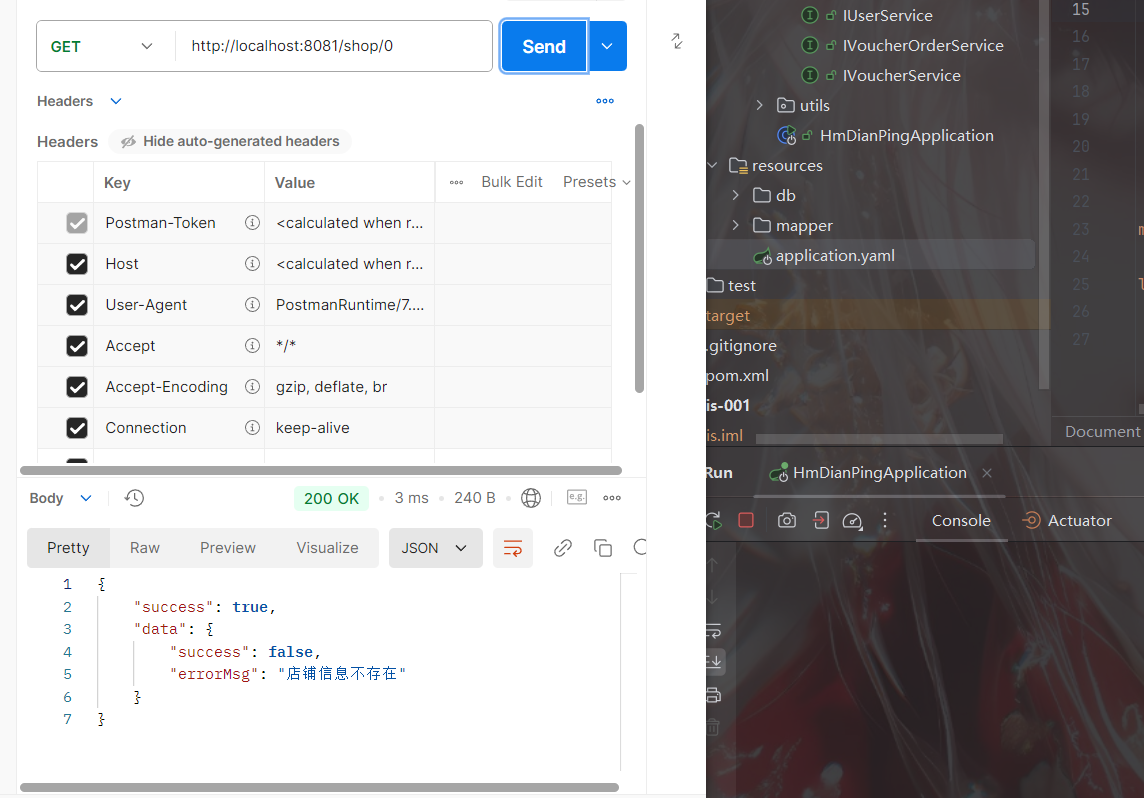 GET
http://localhost:8081/shop/0
Send
Headers
Headers
Hide auto-generated headers
Key
Value
Bulk Edit
Presets
Postman-Token
<calculated when r...
Host
<calculated when r...
User-Agent
PostmanRuntime/7....
Accept
*/*
Accept-Encoding
gzip, deflate, br
Connection
keep-alive
Body
200 OK
3 ms
240 B
e.g.
Pretty
Raw
Preview
Visualize
JSON
1 {
2 "success": true,
3 "data": {
4 "success": false,
5 "errorMsg": "店铺信息不存在"
6 }
7 }
IUserService
IVoucherOrderService
IVoucherService
utils
HmDianPingApplication
resources
db
mapper
application.yaml
test
target
.gitignore
pom.xml
is-001
is.iml
15
16
17
18
19
20
21
22
23
24
25
26
27
Document
Run
HmDianPingApplication
Console
Actuator